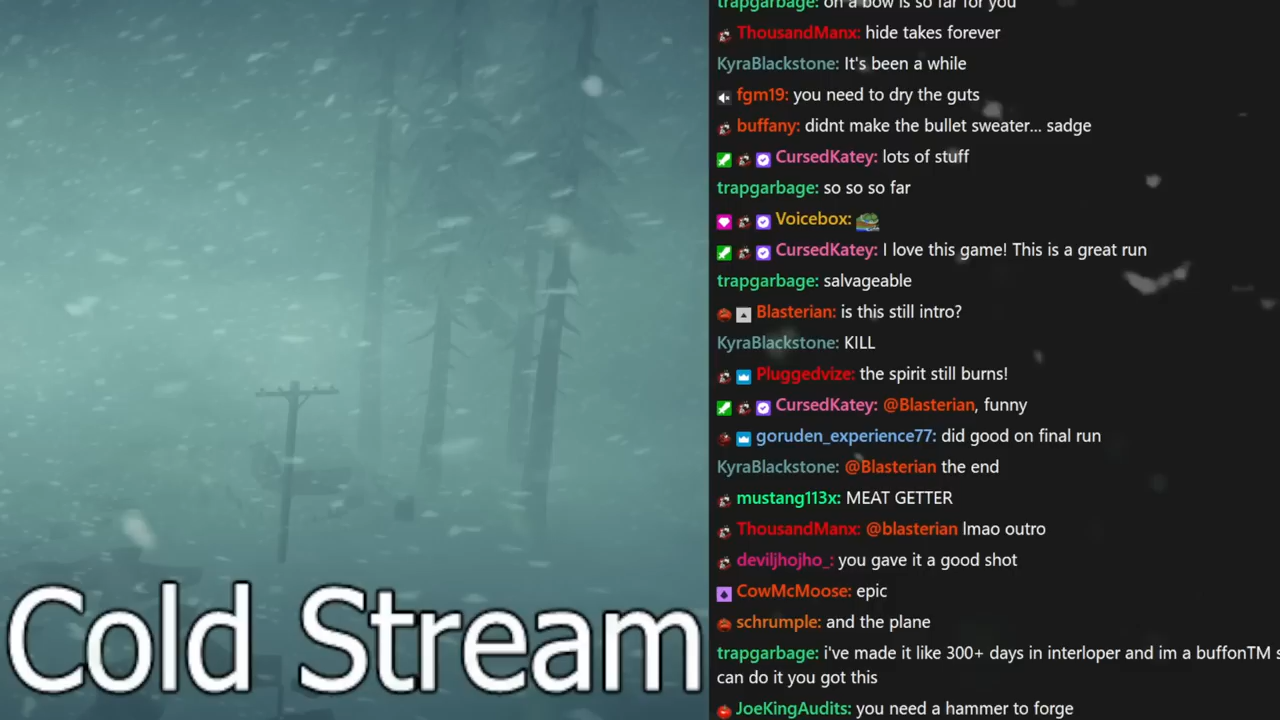 trapgarbage: on a bow is so far for you
ThousandManx: hide takes forever
KyraBlackstone: It's been a while
fgm19: you need to dry the guts
buffany: didnt make the bullet sweater... sadge
CursedKatey: lots of stuff
trapgarbage: so so so far
Voicebox:
CursedKatey: I love this game! This is a great run
trapgarbage: salvageable
Blasterian: is this still intro?
KyraBlackstone: KILL
Pluggedvize: the spirit still burns!
CursedKatey: @Blasterian, funny
goruden_experience77: did good on final run
KyraBlackstone: @Blasterian the end
mustang113x: MEAT GETTER
ThousandManx: @blasterian lmao outro
deviljhojho_: you gave it a good shot
CowMcMoose: epic
schrumple: and the plane
trapgarbage: i've made it like 300+ days in interloper and im a buffonTM s
can do it you got this
JoeKingAudits: you need a hammer to forge
Cold Stream